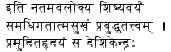 इति नतमवलोक्य शिष्यवर्यं
समधिगतात्मसुखं प्रबुद्धतत्त्वम् ।
प्रमुदितहृदयं स देशिकेन्द्रः